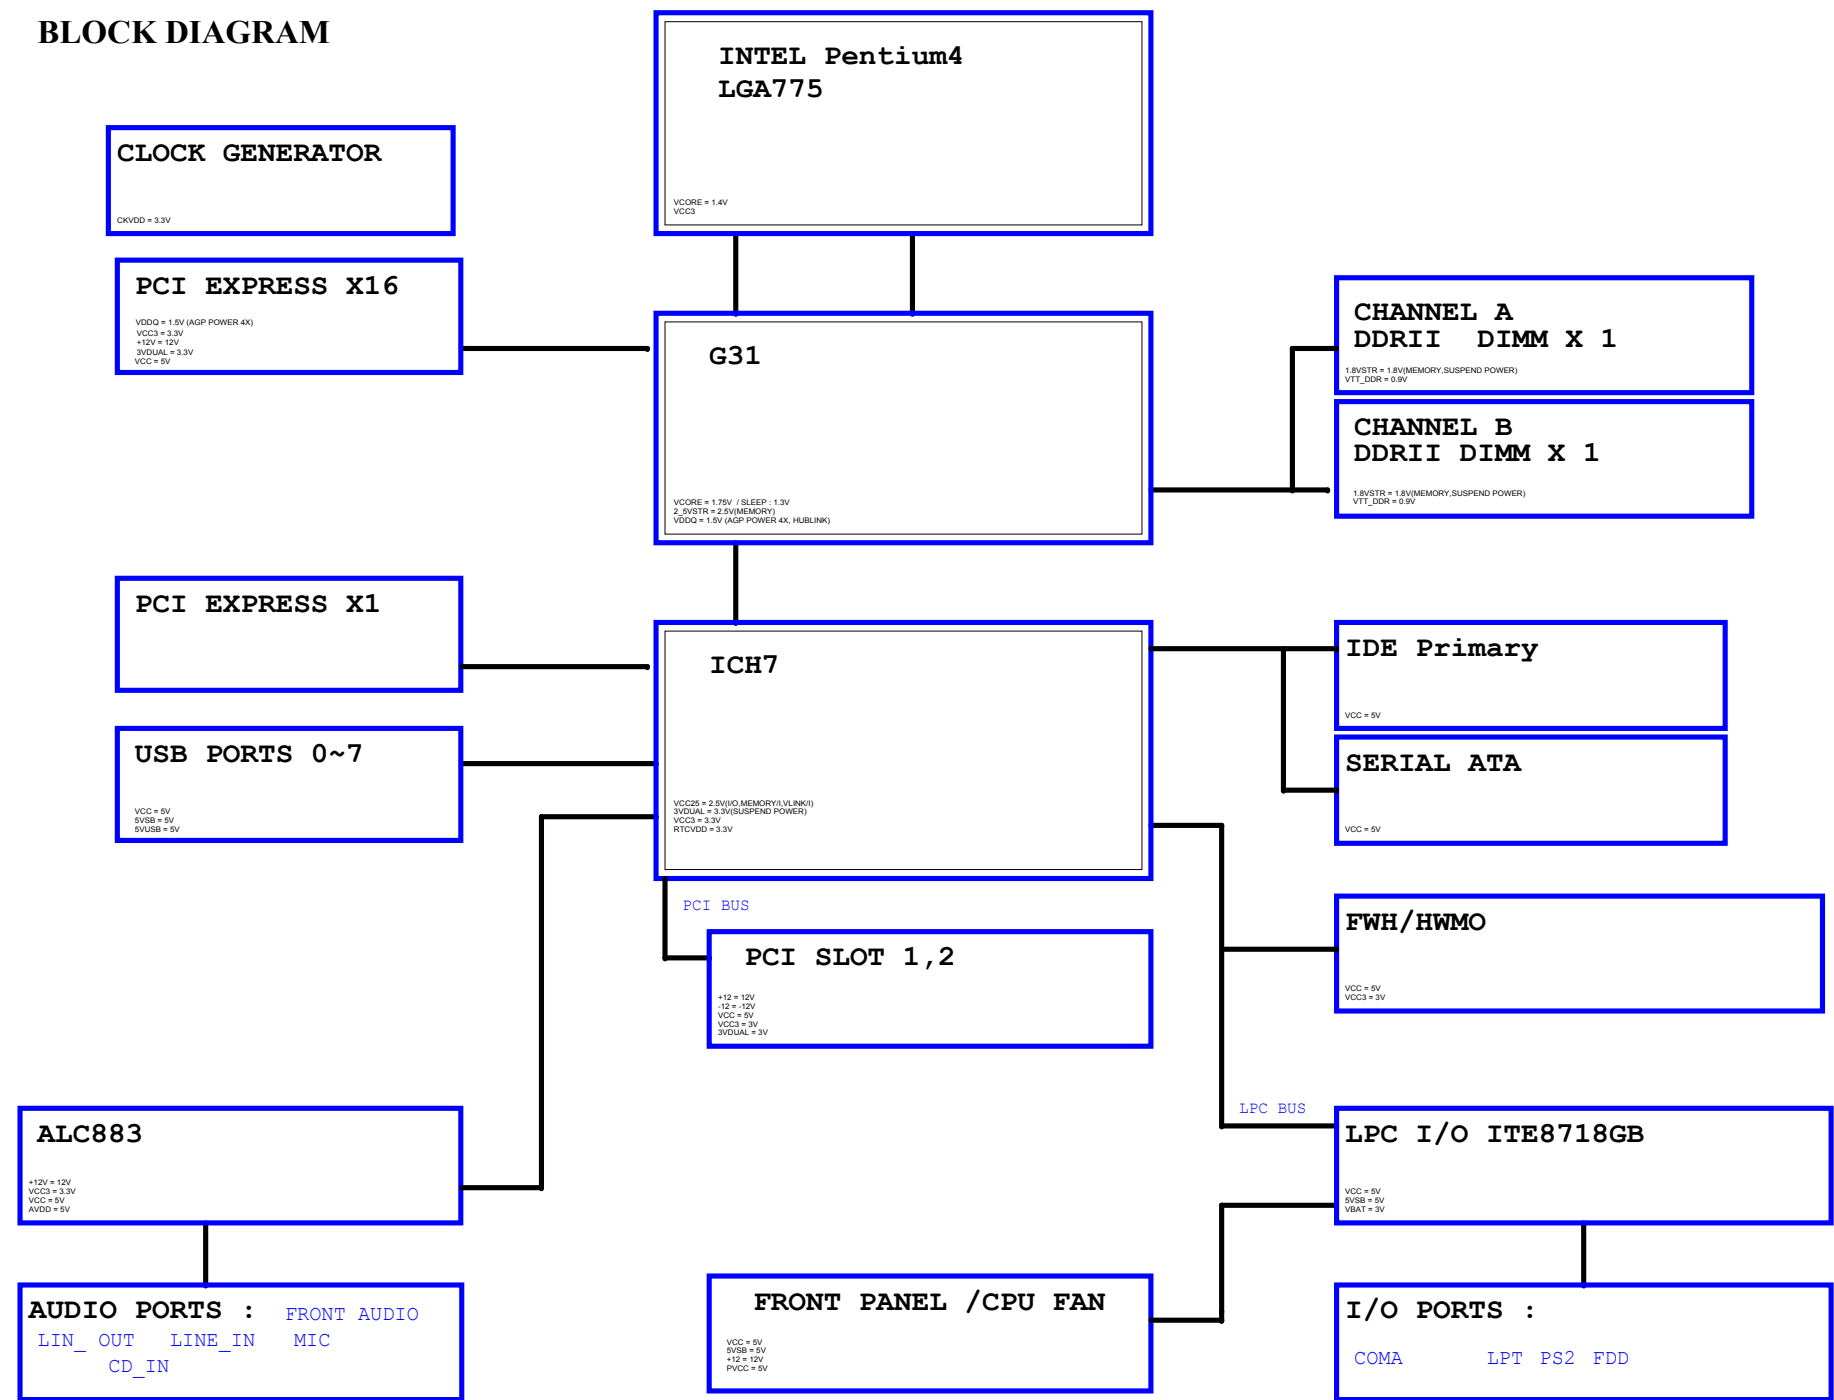 BLOCK DIAGRAM
INTEL Pentium4
LGA775
VCORE = 1.4V
VCC3
CLOCK GENERATOR
CKVDD = 3.3V
PCI EXPRESS X16
VDDQ = 1.5V (AGP POWER 4X)
VCC3 = 3.3V
+12V = 12V
3VDUAL = 3.3V
VCC = 5V
G31
VCORE = 1.75V / SLEEP : 1.3V
2_5VSTR = 2.5V(MEMORY)
VDDQ = 1.5V (AGP POWER 4X, HUBLINK)
CHANNEL A
DDRII DIMM X 1
1.8VSTR = 1.8V(MEMORY,SUSPEND POWER)
VTT_DDR = 0.9V
CHANNEL B
DDRII DIMM X 1
1.8VSTR = 1.8V(MEMORY,SUSPEND POWER)
VTT_DDR = 0.9V
PCI EXPRESS X1
ICH7
VCC25 = 2.5V(I/O,MEMORY/I,VLINK/I)
3VDUAL = 3.3V(SUSPEND POWER)
VCC3 = 3.3V
RTCVDD = 3.3V
IDE Primary
VCC = 5V
USB PORTS 0~7
VCC = 5V
5VSB = 5V
5VUSB = 5V
SERIAL ATA
VCC = 5V
PCI BUS
PCI SLOT 1,2
+12 = 12V
-12 = -12V
VCC = 5V
VCC3 = 3V
3VDUAL = 3V
FWH/HWMO
VCC = 5V
VCC3 = 3V
LPC BUS
ALC883
+12V = 12V
VCC3 = 3.3V
VCC = 5V
AVDD = 5V
LPC I/O ITE8718GB
VCC = 5V
5VSB = 5V
VBAT = 3V
AUDIO PORTS : FRONT AUDIO
LIN_ OUT LINE_IN MIC
CD_IN
FRONT PANEL /CPU FAN
VCC = 5V
5VSB = 5V
+12 = 12V
PVCC = 5V
I/O PORTS :
COMA LPT PS2 FDD